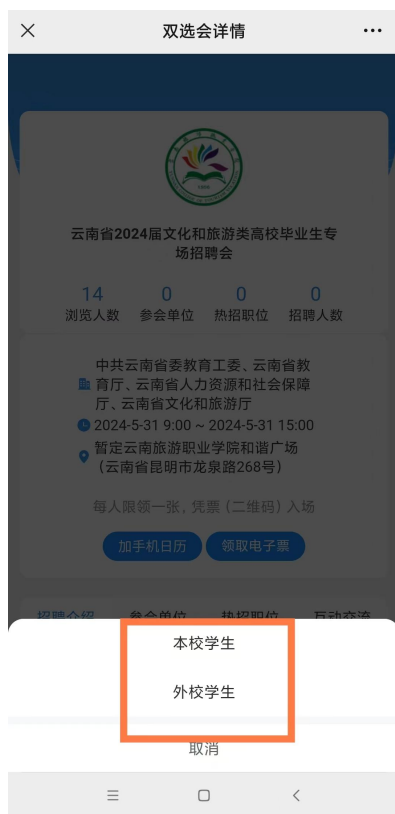 双选会详情
云南省2024届文化和旅游类高校毕业生专
场招聘会
14 0 0 0
浏览人数 参会单位 热招职位 招聘人数
中共云南省委教育工委、云南省教
育厅、云南省人力资源和社会保障
厅、云南省文化和旅游厅
2024-5-31 9:00 ~ 2024-5-31 15:00
暂定云南旅游职业学院和谐广场
(云南省昆明市龙泉路268号)
每人限领一张, 凭票 (二维码) 入场
加手机日历 领取电子票
招聘介绍 参会单位 热招职位 互动交流
本校学生
外校学生
取消